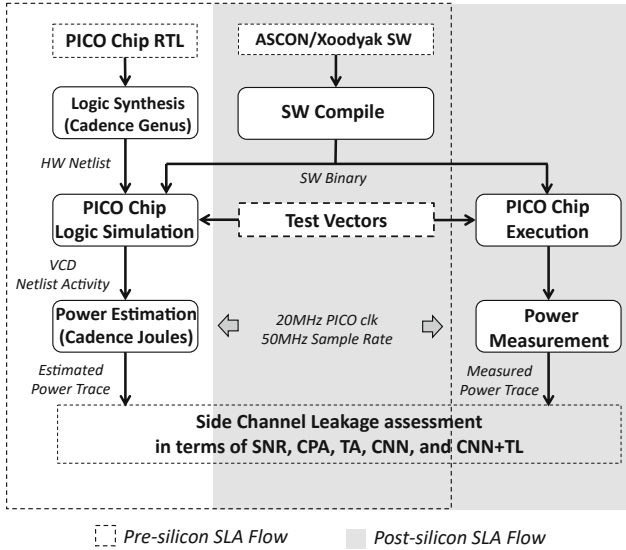 PICO Chip RTL
ASCON/Xoodyak SW
Logic Synthesis
(Cadence Genus)
SW Compile
HW Netlist
SW Binary
PICO Chip
Logic Simulation
Test Vectors
PICO Chip
Execution
VCD
Netlist Activity
Power Estimation
(Cadence Joules)
20MHz PICO clk
50MHz Sample Rate
Power
Measurement
Estimated
Power Trace
Measured
Power Trace
Side Channel Leakage assessment
in terms of SNR, CPA, TA, CNN, and CNN+TL
Pre-silicon SLA Flow
Post-silicon SLA Flow